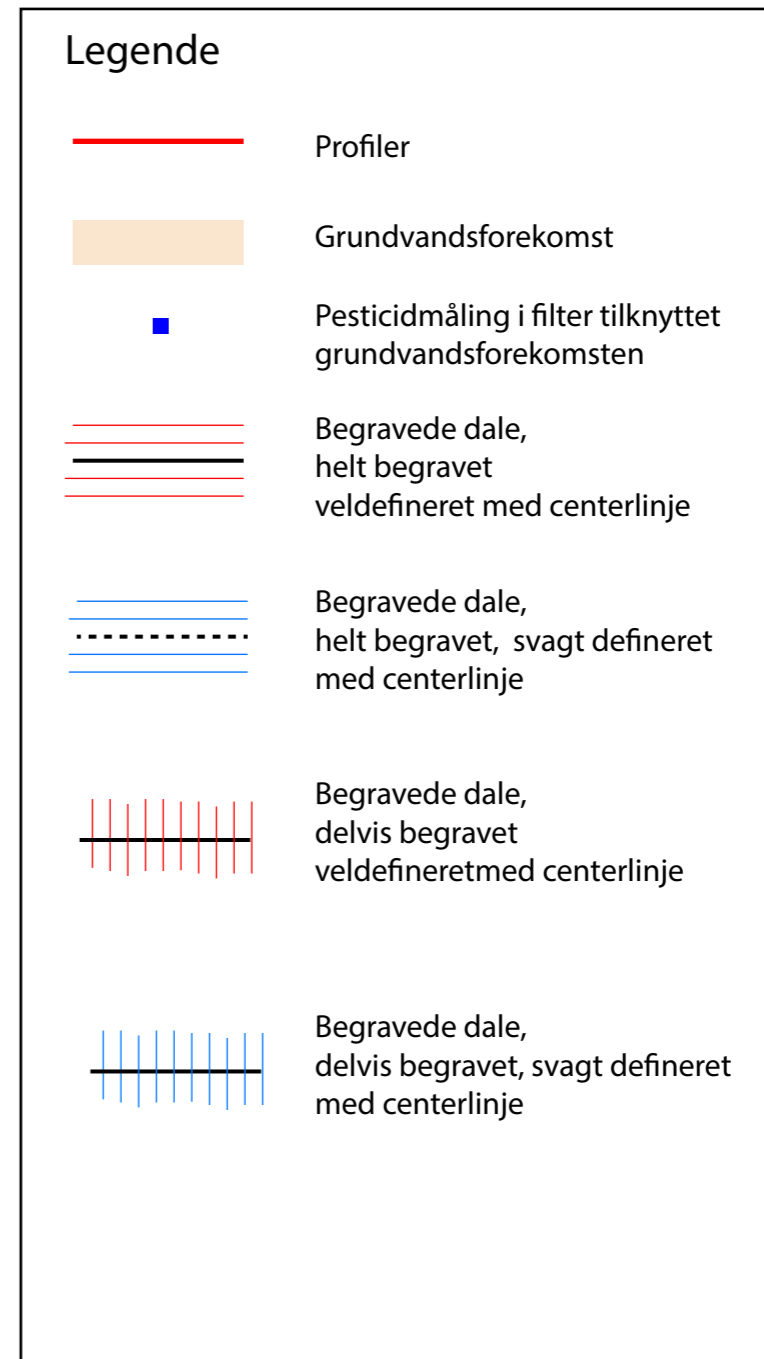 Legende
Profiler
Grundvandsforekomst
Pesticidmåling i filter tilknyttet
grundvandsforekomsten
Begravede dale,
helt begravet
veldefineret med centerlinje
Begravede dale,
helt begravet, svagt defineret
med centerlinje
Begravede dale,
delvis begravet
veldefineretmed centerlinje
Begravede dale,
delvis begravet, svagt defineret
med centerlinje